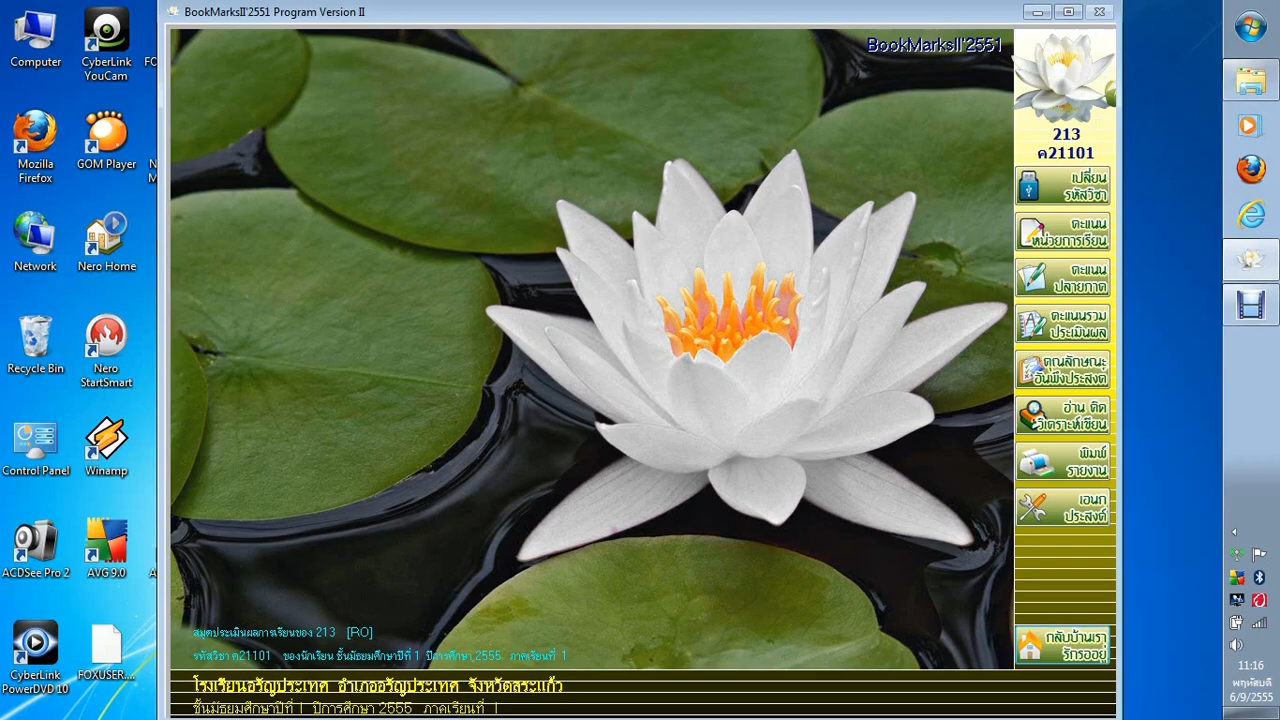 BookMarksII'2551 Program Version II
Computer
CyberLink YouCam
FO
Mozilla Firefox
GOM Player
N
M
Network
Nero Home
Recycle Bin
Nero StartSmart
Control Panel
Winamp
ACDSee Pro 2
AVG 9.0
A
CyberLink PowerDVD 10
FOXUSER....
BookMarksII'2551
213
ค21101
เปลี่ยน
รหัสวิชา
คะแนน
หน่วยการเรียน
คะแนน
ปลายภาค
คะแนนรวม
ประเมินผล
คุณลักษณะ
อันพึงประสงค์
อ่าน คิด
วิเคราะห์เขียน
พิมพ์
รายงาน
เอนก
ประสงค์
กลับบ้านเรา
รักรออยู่
สมุดประเมินผลการเรียนของ 213 [RO]
รหัสวิชา ค21101 ของนักเรียน ชั้นมัธยมศึกษาปีที่ 1 ปีการศึกษา 2555 ภาคเรียนที่ 1
โรงเรียนอรัญประเทศ อำเภออรัญประเทศ จังหวัดสระแก้ว
ชั้นมัธยมศึกษาปีที่ 1 ปีการศึกษา 2555 ภาคเรียนที่ 1
11:16
พฤหัสบดี
6/9/2555